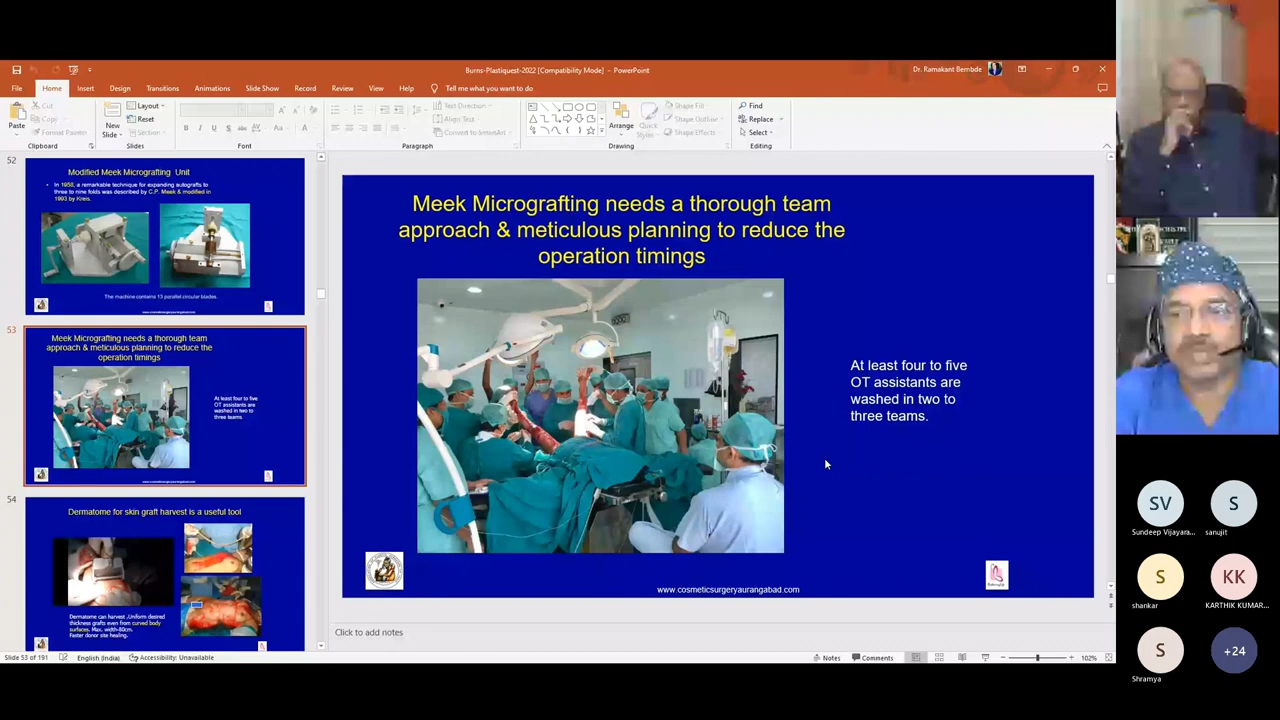 Burns-Plastiquest-2022 [Compatibility Mode] - PowerPoint
Dr. Ramakant Bembde
File
Home
Insert
Design
Transitions
Animations
Slide Show
Record
Review
View
Help
Tell me what you want to do
Paste
Cut
Copy
Format Painter
Clipboard
New
Slide
Layout
Reset
Section
Slides
B I U S abc
Font
Text Direction
Align Text
Convert to SmartArt
Paragraph
Arrange
Quick
Styles
Shape Fill
Shape Outline
Shape Effects
Drawing
Find
Replace
Select
Editing
52
Modified Meek Micrografting Unit
• In 1958, a remarkable technique for expanding autografts to
three to nine folds was described by C.P. Meek & modified in
1993 by Kreis.
The machine contains 13 parallel circular blades.
www.cosmeticsurgeryaurangabad.com
53
Meek Micrografting needs a thorough team
approach & meticulous planning to reduce the
operation timings
At least four to five
OT assistants are
washed in two to
three teams.
www.cosmeticsurgeryaurangabad.com
54
Dermatome for skin graft harvest is a useful tool
Dermatome can harvest ,Uniform desired
thickness grafts even from curved body
surfaces.
Faster donor site healing.
Meek Micrografting needs a thorough team
approach & meticulous planning to reduce the
operation timings
At least four to five
OT assistants are
washed in two to
three teams.
www.cosmeticsurgeryaurangabad.com
Click to add notes
Slide 53 of 191
English (India)
Accessibility: Unavailable
Notes
Comments
102%
SV
Sundeep Vijayara...
S
sanujit
S
shankar
KK
KARTHIK KUMAR...
S
Shramya
+24